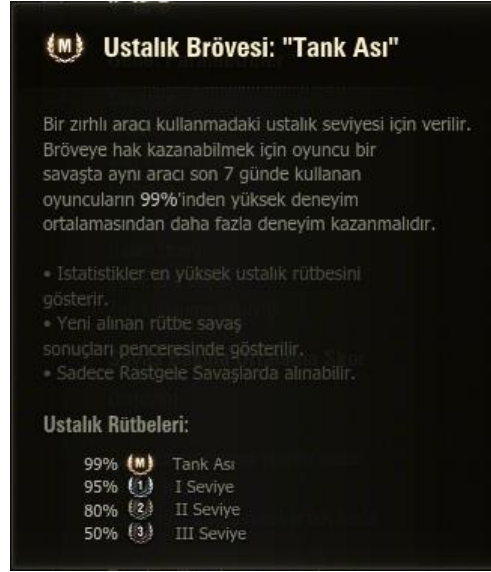 Ustalık Brövesi: "Tank Ası"
Bir zırhlı aracı kullanmadaki ustalık seviyesi için verilir.
Bröveye hak kazanabilmek için oyuncu bir
savaşta aynı aracı son 7 günde kullanan
oyuncuların 99%'inden yüksek deneyim
ortalamasından daha fazla deneyim kazanmalıdır.
• Istatistikler en yüksek ustalık rütbesini
gösterir.
• Yeni alınan rütbe savaş
sonuçları penceresinde gösterilir.
• Sadece Rastgele Savaşlarda alınabilir.
Ustalık Rütbeleri:
99% M Tank Ası
95% 1 I Seviye
80% 2 II Seviye
50% 3 III Seviye